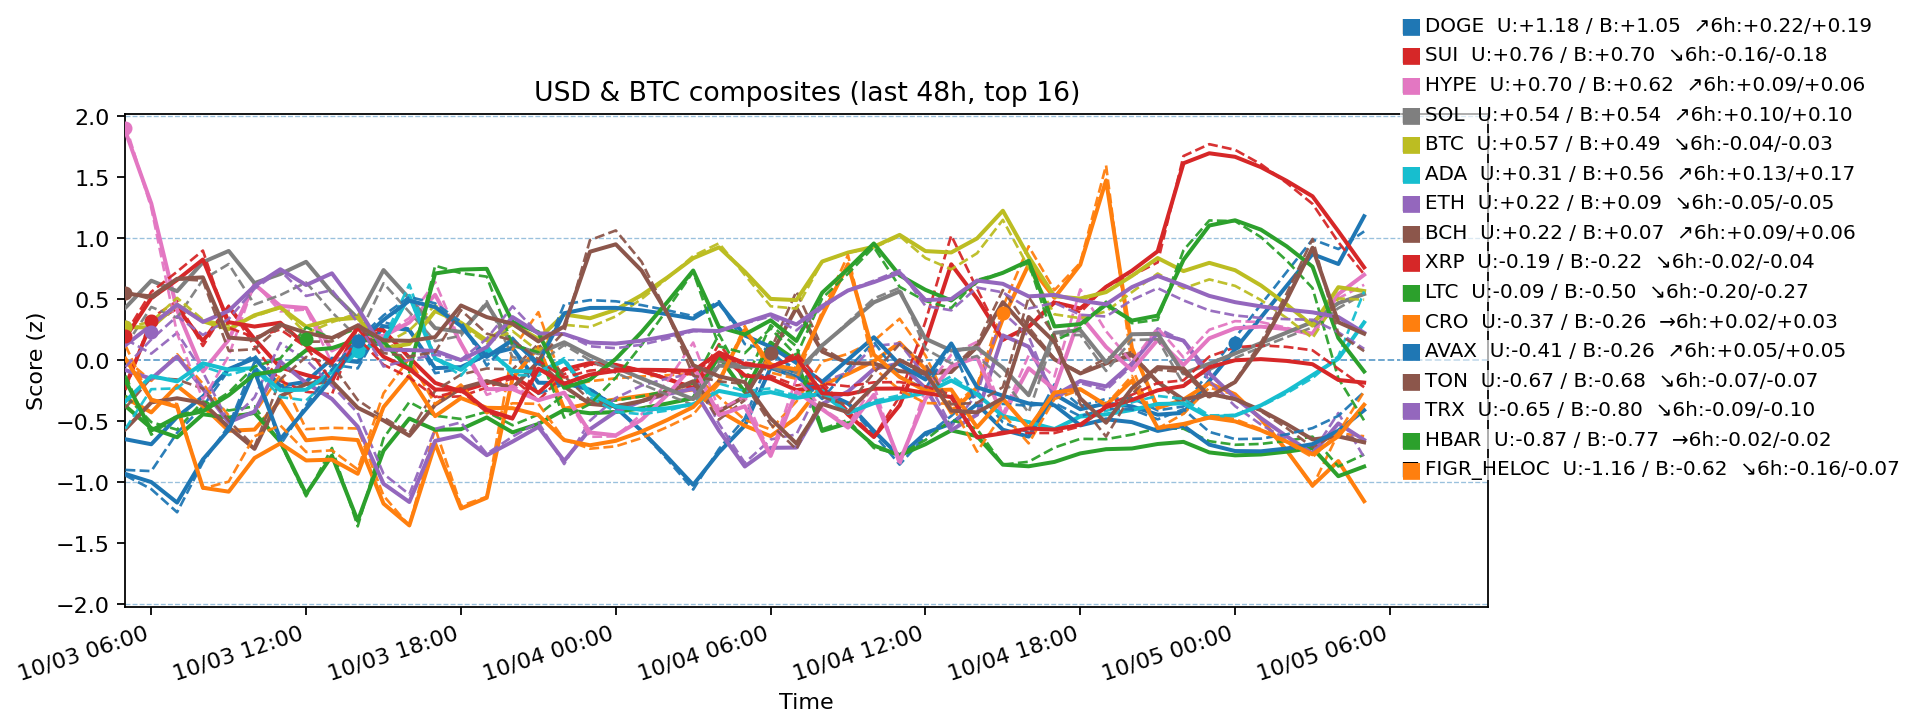 DOGE  U:+1.18 / B:+1.05  ↗6h:+0.22/+0.19
SUI  U:+0.76 / B:+0.70  ↘6h:-0.16/-0.18
HYPE  U:+0.70 / B:+0.62  ↗6h:+0.09/+0.06
SOL  U:+0.54 / B:+0.54  ↗6h:+0.10/+0.10
BTC  U:+0.57 / B:+0.49  ↘6h:-0.04/-0.03
ADA  U:+0.31 / B:+0.56  ↗6h:+0.13/+0.17
ETH  U:+0.22 / B:+0.09  ↘6h:-0.05/-0.05
BCH  U:+0.22 / B:+0.07  ↗6h:+0.09/+0.06
XRP  U:-0.19 / B:-0.22  ↘6h:-0.02/-0.04
LTC  U:-0.09 / B:-0.50  ↘6h:-0.20/-0.27
CRO  U:-0.37 / B:-0.26  →6h:+0.02/+0.03
AVAX  U:-0.41 / B:-0.26  ↗6h:+0.05/+0.05
TON  U:-0.67 / B:-0.68  ↘6h:-0.07/-0.07
TRX  U:-0.65 / B:-0.80  ↘6h:-0.09/-0.10
HBAR  U:-0.87 / B:-0.77  →6h:-0.02/-0.02
FIGR_HELOC  U:-1.16 / B:-0.62  ↘6h:-0.16/-0.07
USD & BTC composites (last 48h, top 16)
Score (z)
2.0
1.5
1.0
0.5
0.0
−0.5
−1.0
−1.5
−2.0
10/03 06:00
10/03 12:00
10/03 18:00
10/04 00:00
10/04 06:00
10/04 12:00
10/04 18:00
10/05 00:00
10/05 06:00
Time